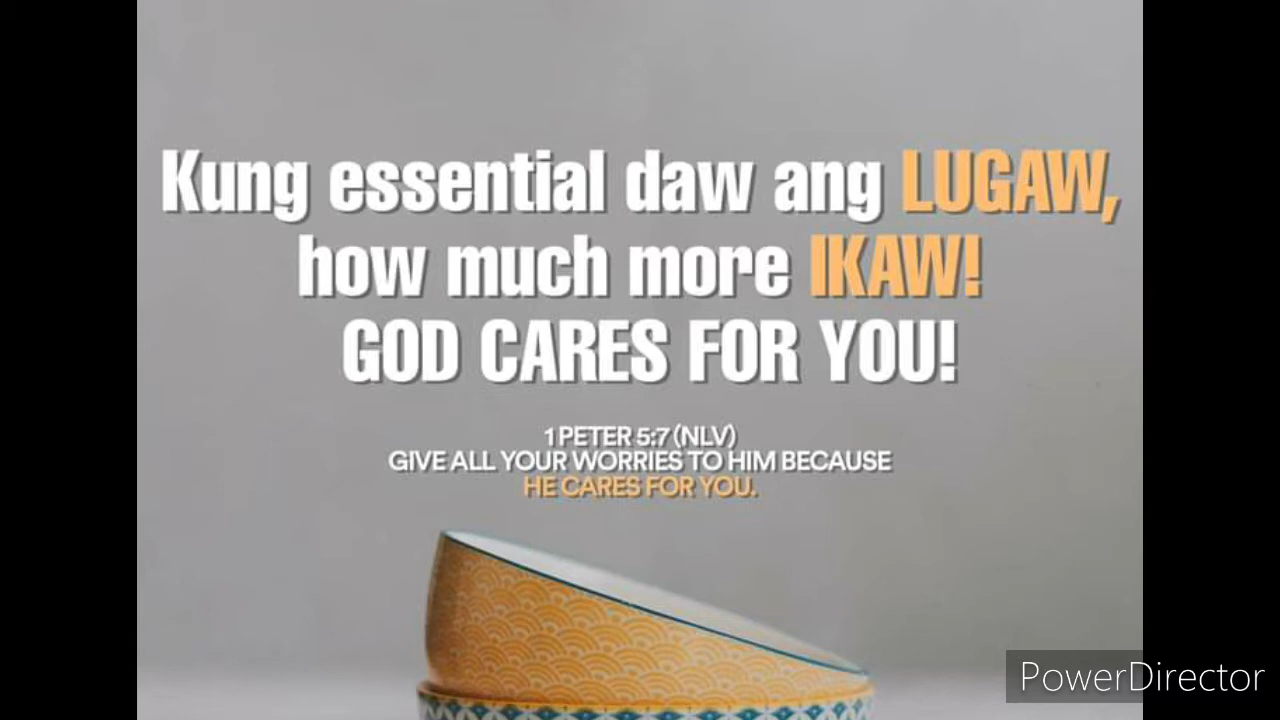 Kung essential daw ang LUGAW,
how much more IKAW!
GOD CARES FOR YOU!
1 PETER 5:7 (NLV)
GIVE ALL YOUR WORRIES TO HIM BECAUSE
HE CARES FOR YOU.
PowerDirector